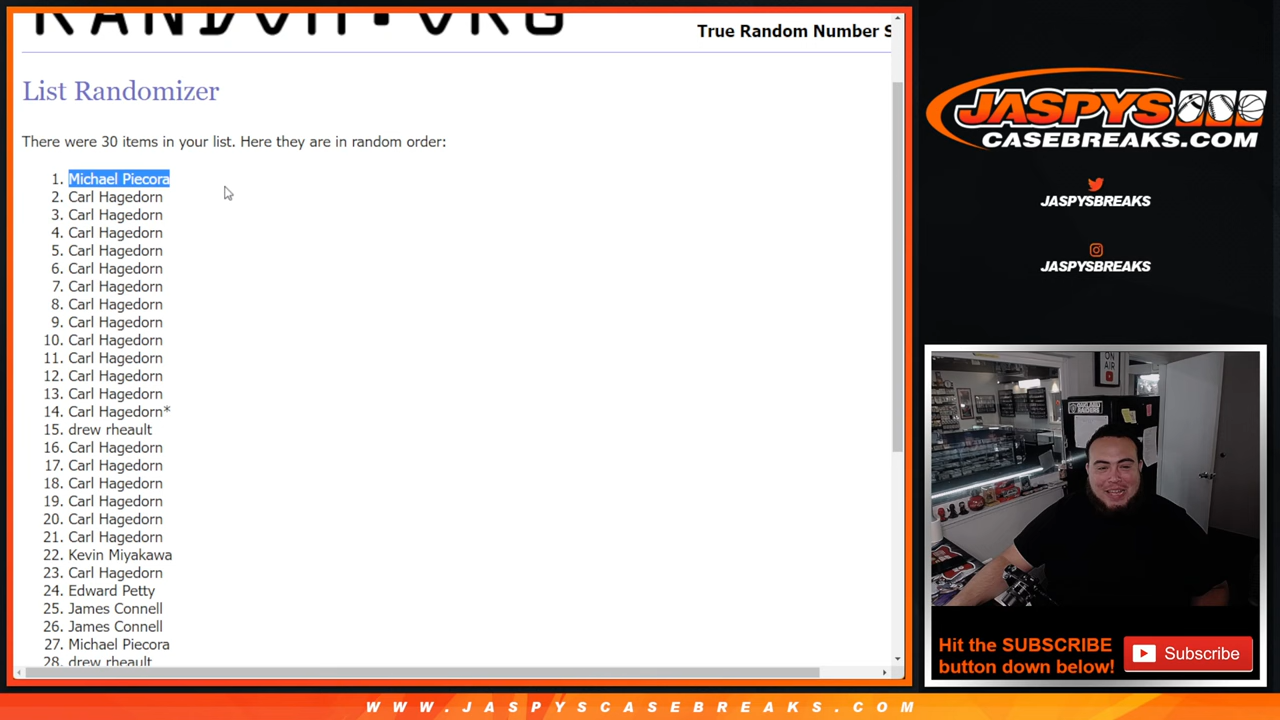 RANDOM.ORG
True Random Number S
List Randomizer
There were 30 items in your list. Here they are in random order:
1. Michael Piecora
2. Carl Hagedorn
3. Carl Hagedorn
4. Carl Hagedorn
5. Carl Hagedorn
6. Carl Hagedorn
7. Carl Hagedorn
8. Carl Hagedorn
9. Carl Hagedorn
10. Carl Hagedorn
11. Carl Hagedorn
12. Carl Hagedorn
13. Carl Hagedorn
14. Carl Hagedorn*
15. drew rheault
16. Carl Hagedorn
17. Carl Hagedorn
18. Carl Hagedorn
19. Carl Hagedorn
20. Carl Hagedorn
21. Carl Hagedorn
22. Kevin Miyakawa
23. Carl Hagedorn
24. Edward Petty
25. James Connell
26. James Connell
27. Michael Piecora
28. drew rheault
JASPYS
CASEBREAKS.COM
JASPYSBREAKS
JASPYSBREAKS
ON
AIR
Hit the SUBSCRIBE
button down below!
Subscribe
WWW.JASPYSCASEBREAKS.COM